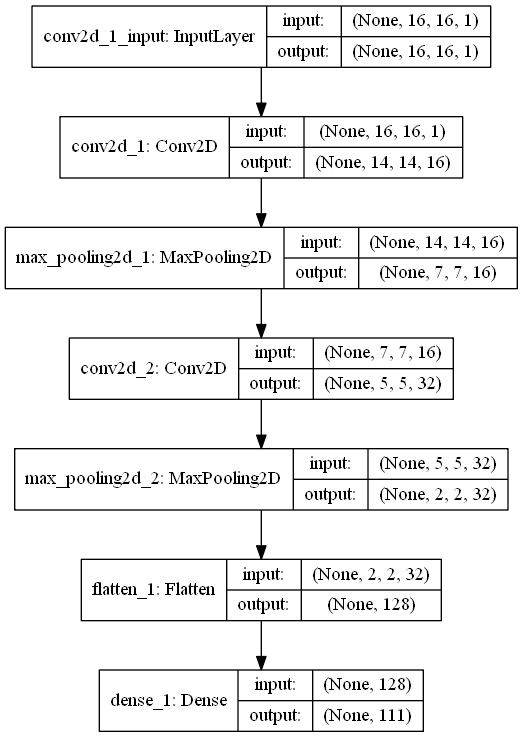 conv2d_1_input: InputLayer
input:
(None, 16, 16, 1)
output:
(None, 16, 16, 1)
conv2d_1: Conv2D
input:
(None, 16, 16, 1)
output:
(None, 14, 14, 16)
max_pooling2d_1: MaxPooling2D
input:
(None, 14, 14, 16)
output:
(None, 7, 7, 16)
conv2d_2: Conv2D
input:
(None, 7, 7, 16)
output:
(None, 5, 5, 32)
max_pooling2d_2: MaxPooling2D
input:
(None, 5, 5, 32)
output:
(None, 2, 2, 32)
flatten_1: Flatten
input:
(None, 2, 2, 32)
output:
(None, 128)
dense_1: Dense
input:
(None, 128)
output:
(None, 111)